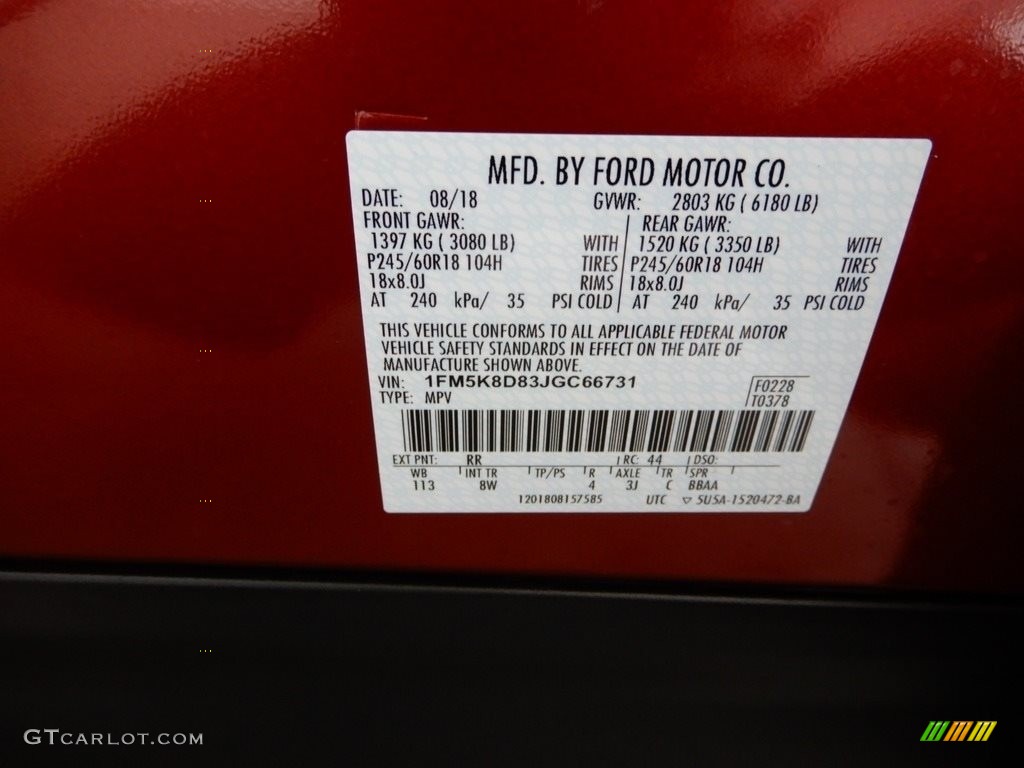 MFD. BY FORD MOTOR CO.
DATE: 08/18 GVWR: 2803 KG ( 6180 LB)
FRONT GAWR: REAR GAWR:
1397 KG ( 3080 LB) WITH 1520 KG ( 3350 LB) WITH
P245/60R18 104H TIRES P245/60R18 104H TIRES
18x8.0J RIMS 18x8.0J RIMS
AT 240 kPa/ 35 PSI COLD AT 240 kPa/ 35 PSI COLD
THIS VEHICLE CONFORMS TO ALL APPLICABLE FEDERAL MOTOR
VEHICLE SAFETY STANDARDS IN EFFECT ON THE DATE OF
MANUFACTURE SHOWN ABOVE.
VIN: 1FM5K8D83JGC66731 F0228
TYPE: MPV T0378
EXT PNT: RR RC: 44 DSO:
WB INT TR TP/PS R AXLE TR SPR
113 8W 4 3J C BBAA
1201808157585 UTC ▽ 5U5A-1520472-BA
GTCARLOT.COM